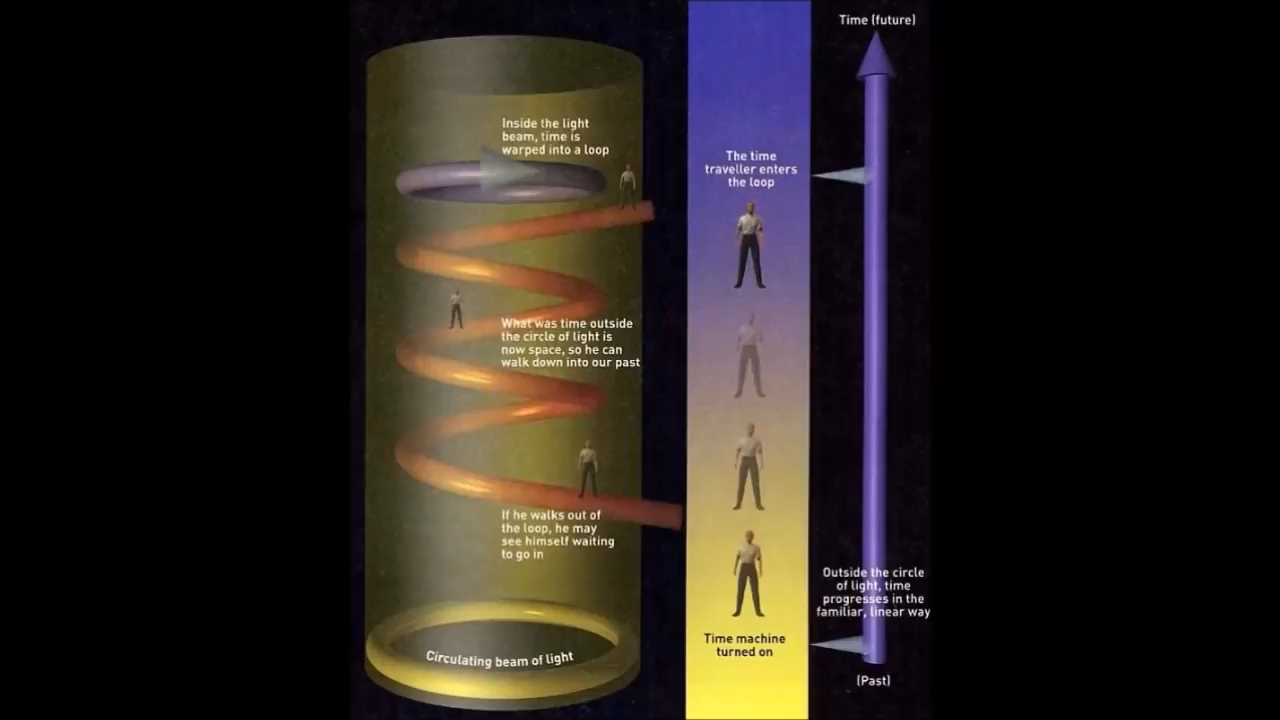 Inside the light
beam, time is
warped into a loop
What was time outside
the circle of light is
now space, so he can
walk down into our past
If he walks out of
the loop, he may
see himself waiting
to go in
Circulating beam of light
The time
traveller enters
the loop
Time machine
turned on
Time (future)
Outside the circle
of light, time
progresses in the
familiar, linear way
(Past)